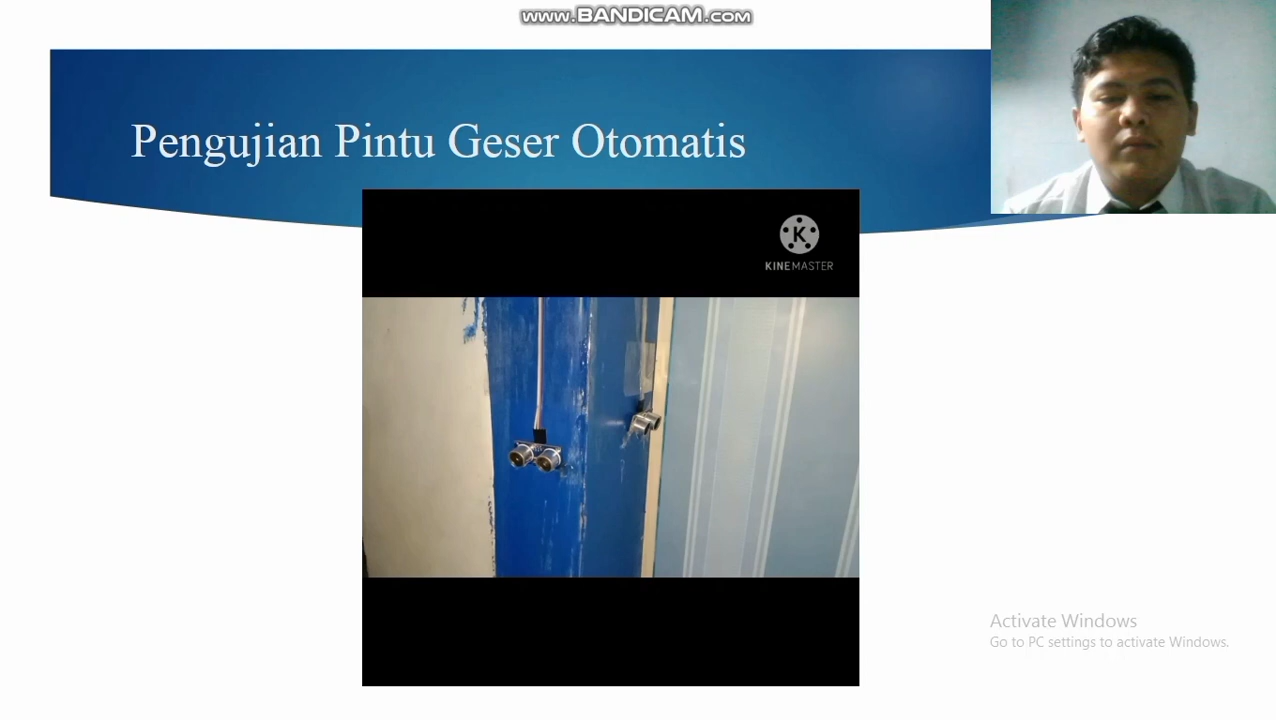 www.BANDICAM.com
Pengujian Pintu Geser Otomatis
K
KINEMASTER
Activate Windows
Go to PC settings to activate Windows.